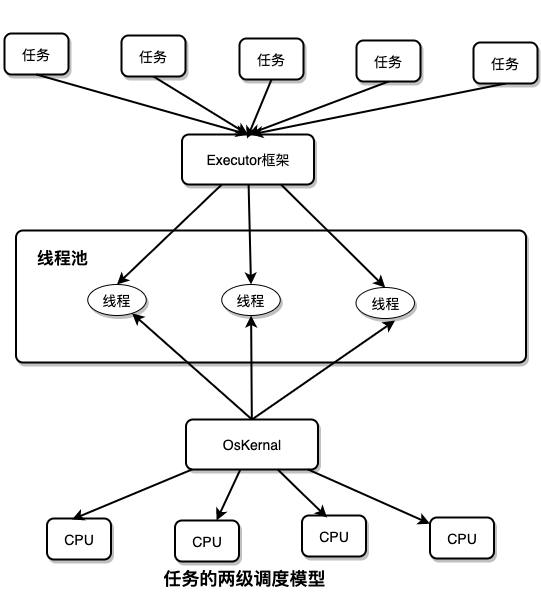 任务
任务
任务
任务
任务
Executor框架
线程池
线程
线程
线程
OsKernal
CPU
CPU
CPU
CPU
任务的两级调度模型